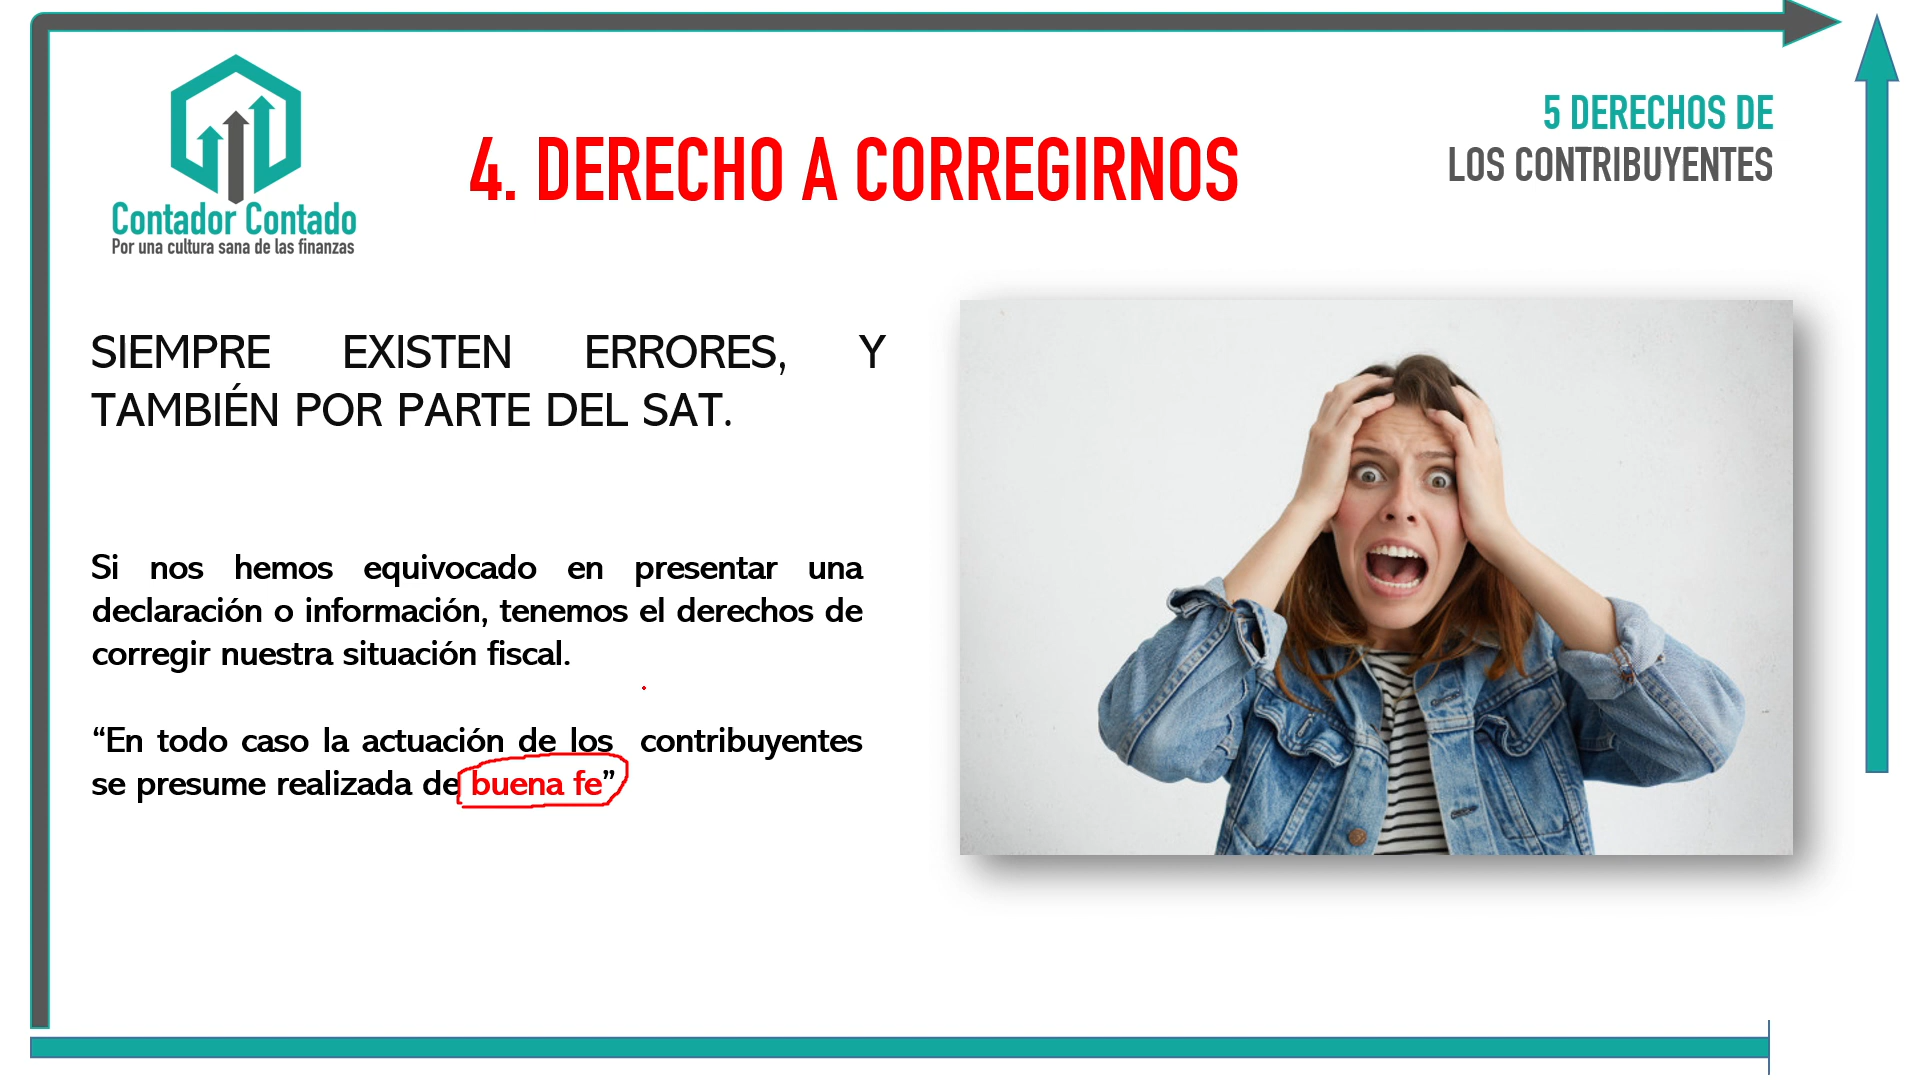 Contador Contado
Por una cultura sana de las finanzas
4. DERECHO A CORREGIRNOS
5 DERECHOS DE
LOS CONTRIBUYENTES
SIEMPRE EXISTEN ERRORES, Y
TAMBIÉN POR PARTE DEL SAT.
Si nos hemos equivocado en presentar una
declaración o información, tenemos el derechos de
corregir nuestra situación fiscal.
“En todo caso la actuación de los contribuyentes
se presume realizada de buena fe”